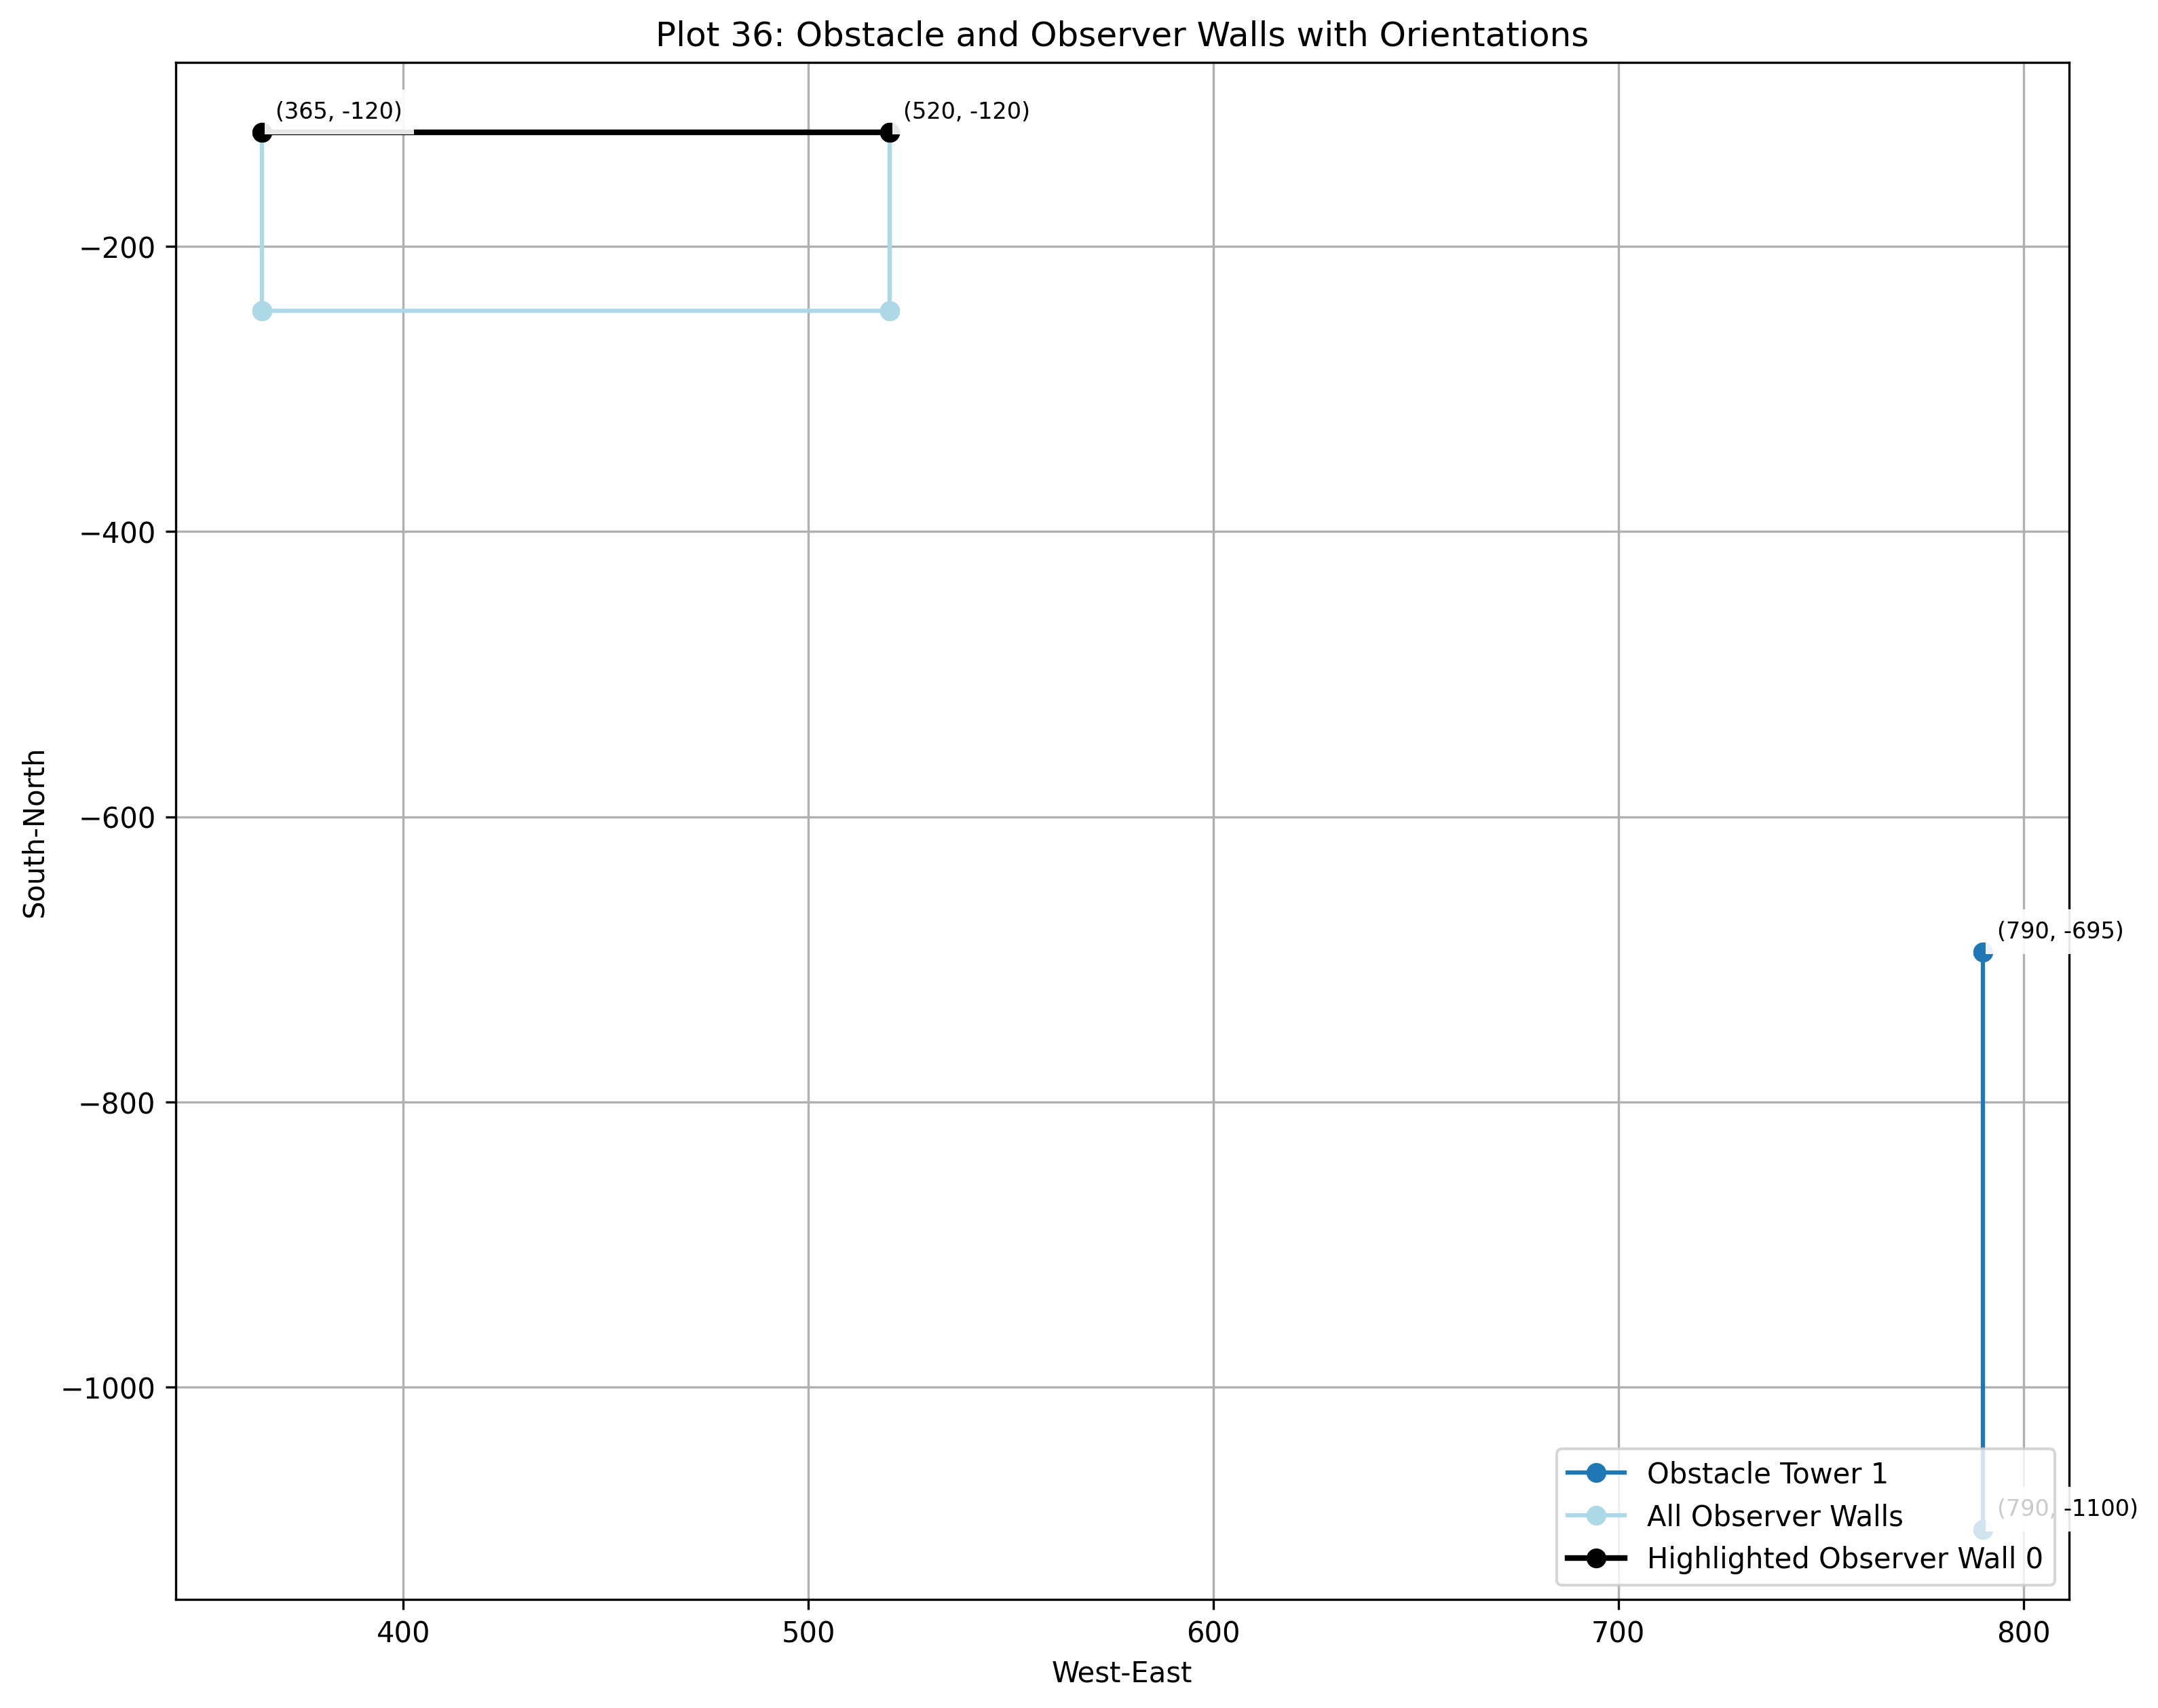 Plot 36: Obstacle and Observer Walls with Orientations
(365, -120)
(520, -120)
−200
−400
−600
−800
−1000
South-North
(790, -695)
(790, -1100)
Obstacle Tower 1
All Observer Walls
Highlighted Observer Wall 0
400
500
600
700
800
West-East